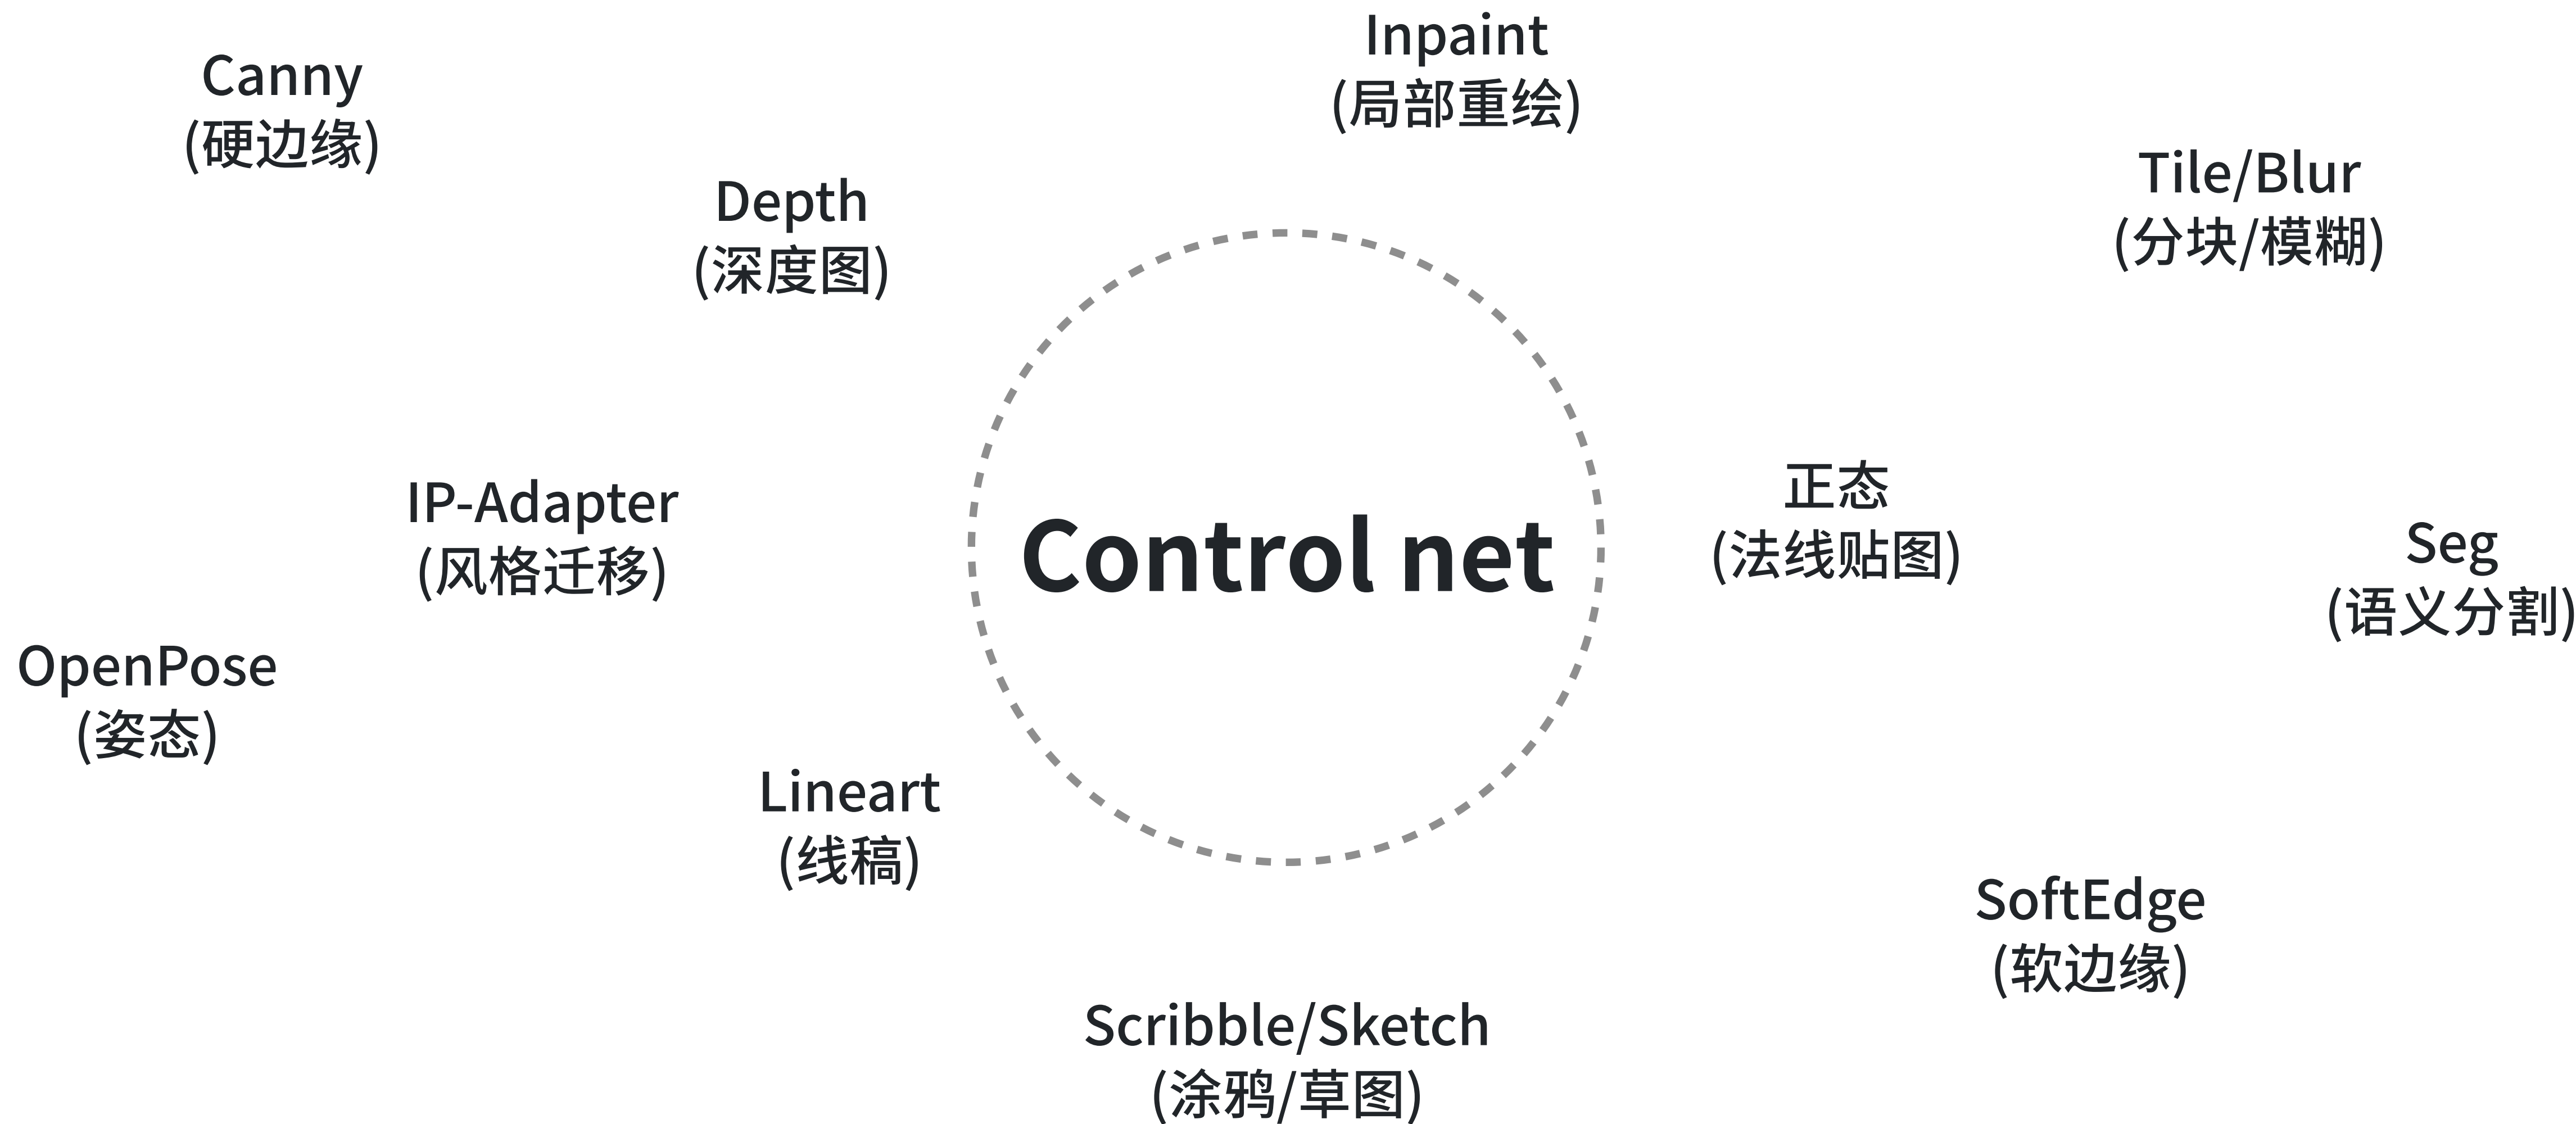 Inpaint
(局部重绘)
Canny
(硬边缘)
Tile/Blur
(分块/模糊)
Depth
(深度图)
IP-Adapter
(风格迁移)
正态
(法线贴图)
Control net
Seg
(语义分割)
OpenPose
(姿态)
Lineart
(线稿)
SoftEdge
(软边缘)
Scribble/Sketch
(涂鸦/草图)